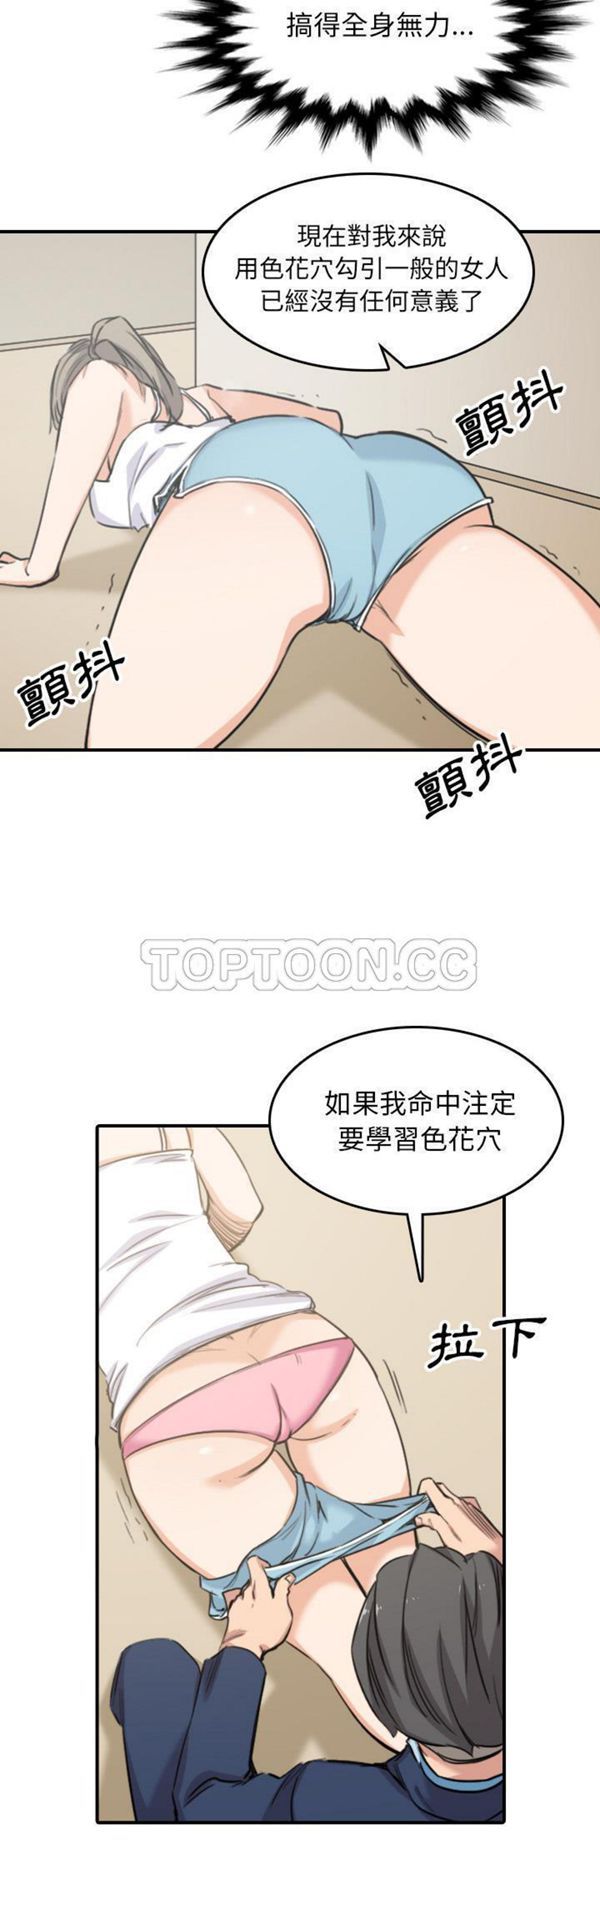 搞得全身無力...
現在對我來說
用色花穴勾引一般的女人
已經沒有任何意義了
顫抖
顫抖
顫抖
TOPTOON.CC
如果我命中注定
要學習色花穴
拉下